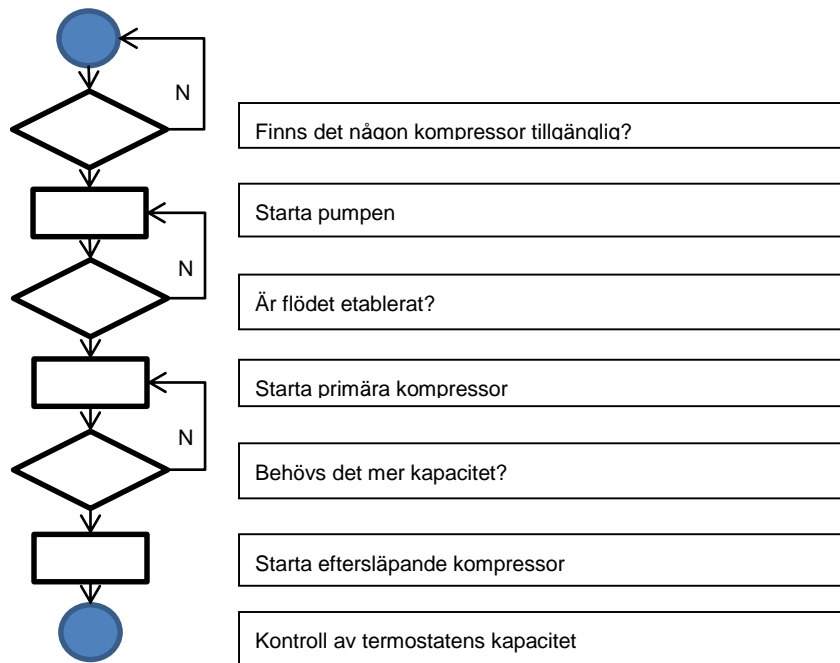 N
Finns det någon kompressor tillgänglig?
Starta pumpen
N
Är flödet etablerat?
Starta primära kompressor
N
Behövs det mer kapacitet?
Starta eftersläpande kompressor
Kontroll av termostatens kapacitet